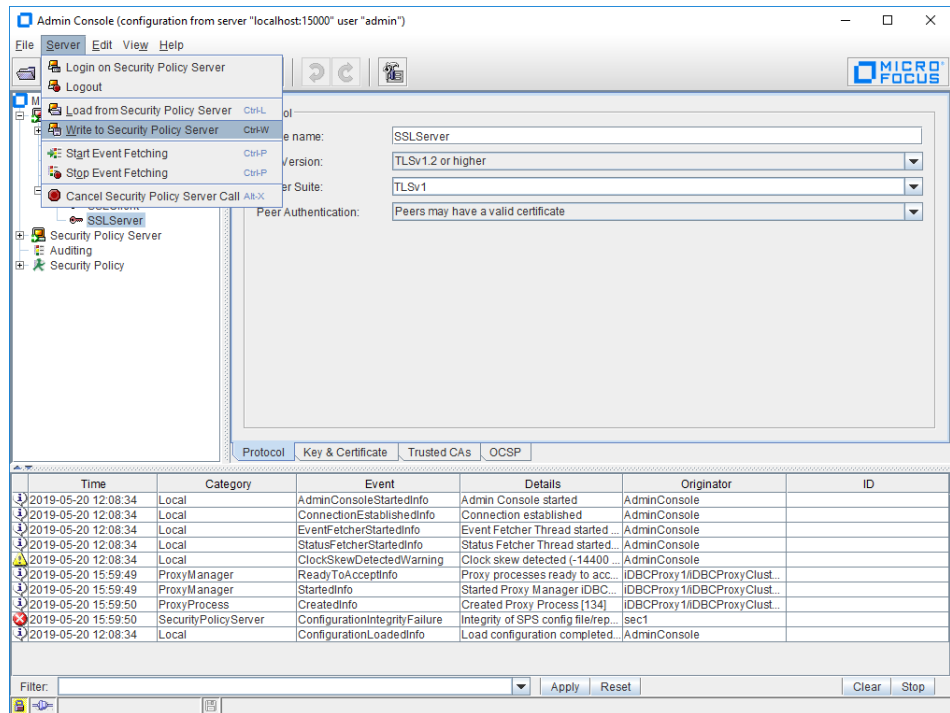 Admin Console (configuration from server "localhost:15000" user "admin")
File Server Edit View Help
MICRO FOCUS
Login on Security Policy Server
Logout
Load from Security Policy Server Ctrl-L
Write to Security Policy Server Ctrl-W
Start Event Fetching Ctrl-P
Stop Event Fetching Ctrl-P
Cancel Security Policy Server Call Alt-X
SSLServer
Security Policy Server
Auditing
Security Policy
e name: SSLServer
Version: TLSv1.2 or higher
er Suite: TLSv1
Peer Authentication: Peers may have a valid certificate
Protocol Key & Certificate Trusted CAs OCSP
Time Category Event Details Originator ID
2019-05-20 12:08:34 Local AdminConsoleStartedInfo Admin Console started AdminConsole
2019-05-20 12:08:34 Local ConnectionEstablishedInfo Connection established AdminConsole
2019-05-20 12:08:34 Local EventFetcherStartedInfo Event Fetcher Thread started ... AdminConsole
2019-05-20 12:08:34 Local StatusFetcherStartedInfo Status Fetcher Thread started... AdminConsole
2019-05-20 12:08:34 Local ClockSkewDetectedWarning Clock skew detected (-14400 ... AdminConsole
2019-05-20 15:59:49 ProxyManager ReadyToAcceptInfo Proxy processes ready to acc... iDBCProxy1/iDBCProxyClust...
2019-05-20 15:59:49 ProxyManager StartedInfo Started Proxy Manager iDBC... iDBCProxy1/iDBCProxyClust...
2019-05-20 15:59:50 ProxyProcess CreatedInfo Created Proxy Process [134] iDBCProxy1/iDBCProxyClust...
2019-05-20 15:59:50 SecurityPolicyServer ConfigurationIntegrityFailure Integrity of SPS config file/rep... sec1
2019-05-20 12:08:34 Local ConfigurationLoadedInfo Load configuration completed... AdminConsole
Filter: Apply Reset Clear Stop